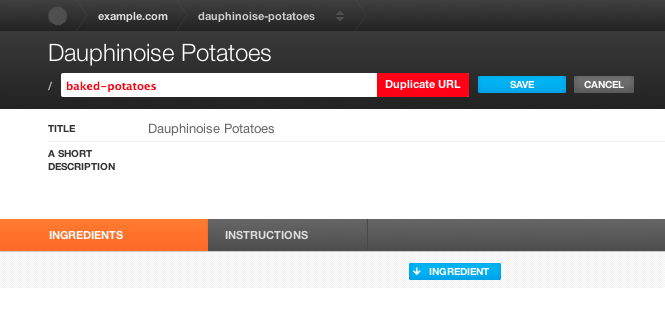 example.com dauphinoise-potatoes
Dauphinoise Potatoes
/ baked-potatoes Duplicate URL SAVE CANCEL
TITLE Dauphinoise Potatoes
A SHORT
DESCRIPTION
INGREDIENTS INSTRUCTIONS
INGREDIENT